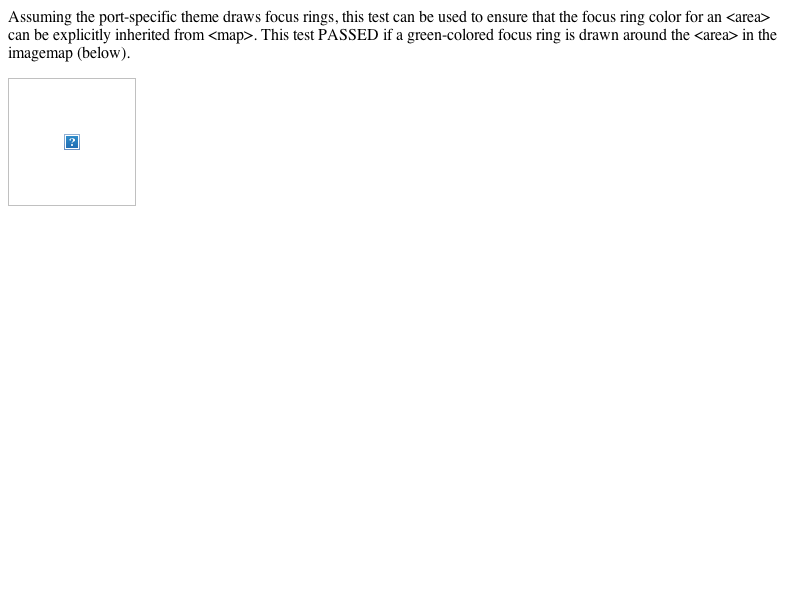 Assuming the port-specific theme draws focus rings, this test can be used to ensure that the focus ring color for an <area>
can be explicitly inherited from <map>. This test PASSED if a green-colored focus ring is drawn around the <area> in the
imagemap (below).
?